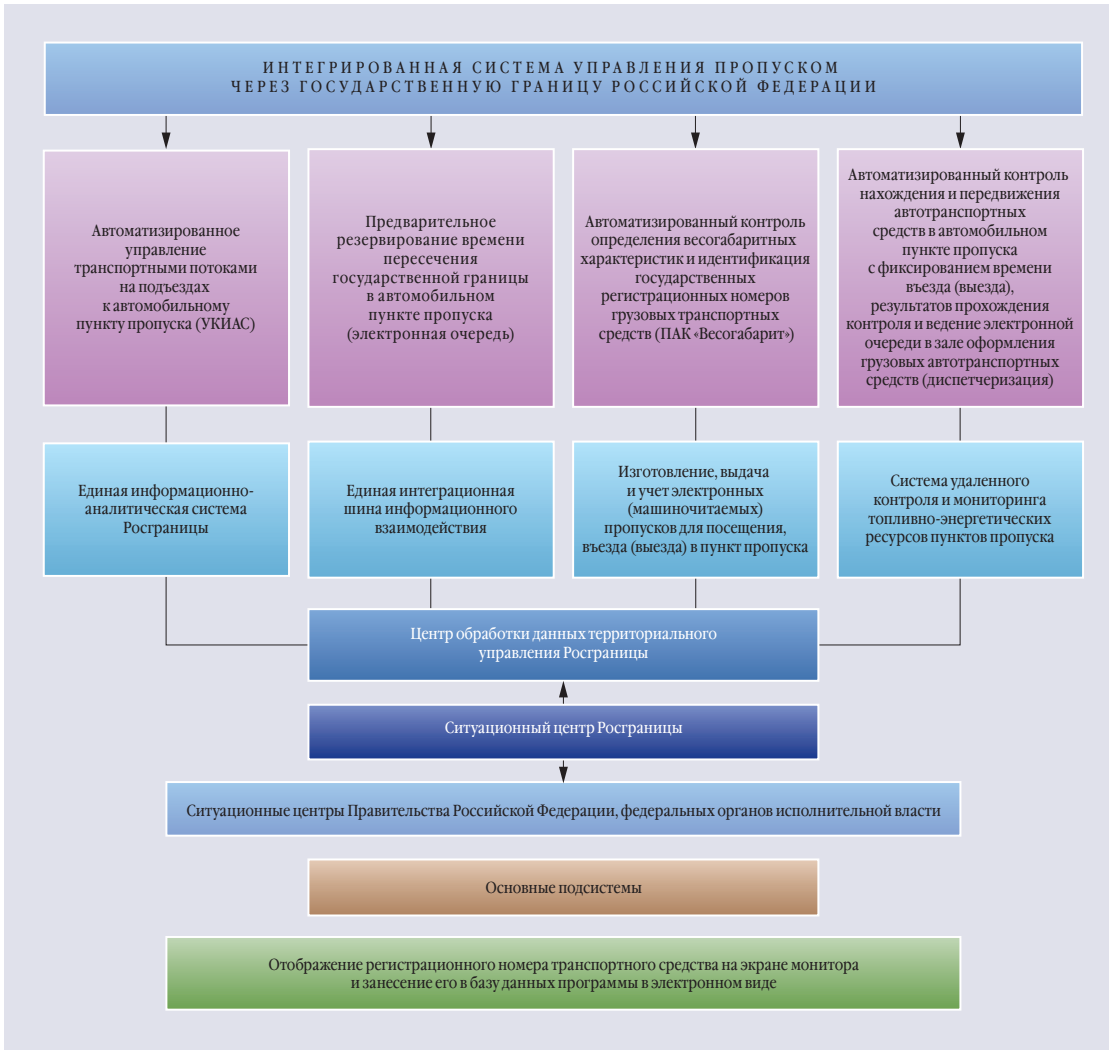 ИНТЕГРИРОВАННАЯ СИСТЕМА УПРАВЛЕНИЯ ПРОПУСКОМ
ЧЕРЕЗ ГОСУДАРСТВЕННУЮ ГРАНИЦУ РОССИЙСКОЙ ФЕДЕРАЦИИ
Автоматизированное
управление
транспортными потоками
на подъездах
к автомобильному
пункту пропуска (УКИАС)
Предварительное
резервирование времени
пересечения
государственной границы
в автомобильном
пункте пропуска
(электронная очередь)
Автоматизированный контроль
определения весогабаритных
характеристик и идентификация
государственных
регистрационных номеров
грузовых транспортных
средств (ПАК «Весогабарит»)
Автоматизированный контроль
нахождения и передвижения
автотранспортных
средств в автомобильном
пункте пропуска
с фиксированием времени
въезда (выезда),
результатов прохождения
контроля и ведение электронной
очереди в зале оформления
грузовых автотранспортных
средств (диспетчеризация)
Единая информационно-
аналитическая система
Росграницы
Единая интеграционная
шина информационного
взаимодействия
Изготовление, выдача
и учет электронных
(машиночитаемых)
пропусков для посещения,
въезда (выезда) в пункт пропуска
Система удаленного
контроля и мониторинга
топливно-энергетических
ресурсов пунктов пропуска
Центр обработки данных территориального
управления Росграницы
Ситуационный центр Росграницы
Ситуационные центры Правительства Российской Федерации, федеральных органов исполнительной власти
Основные подсистемы
Отображение регистрационного номера транспортного средства на экране монитора
и занесение его в базу данных программы в электронном виде